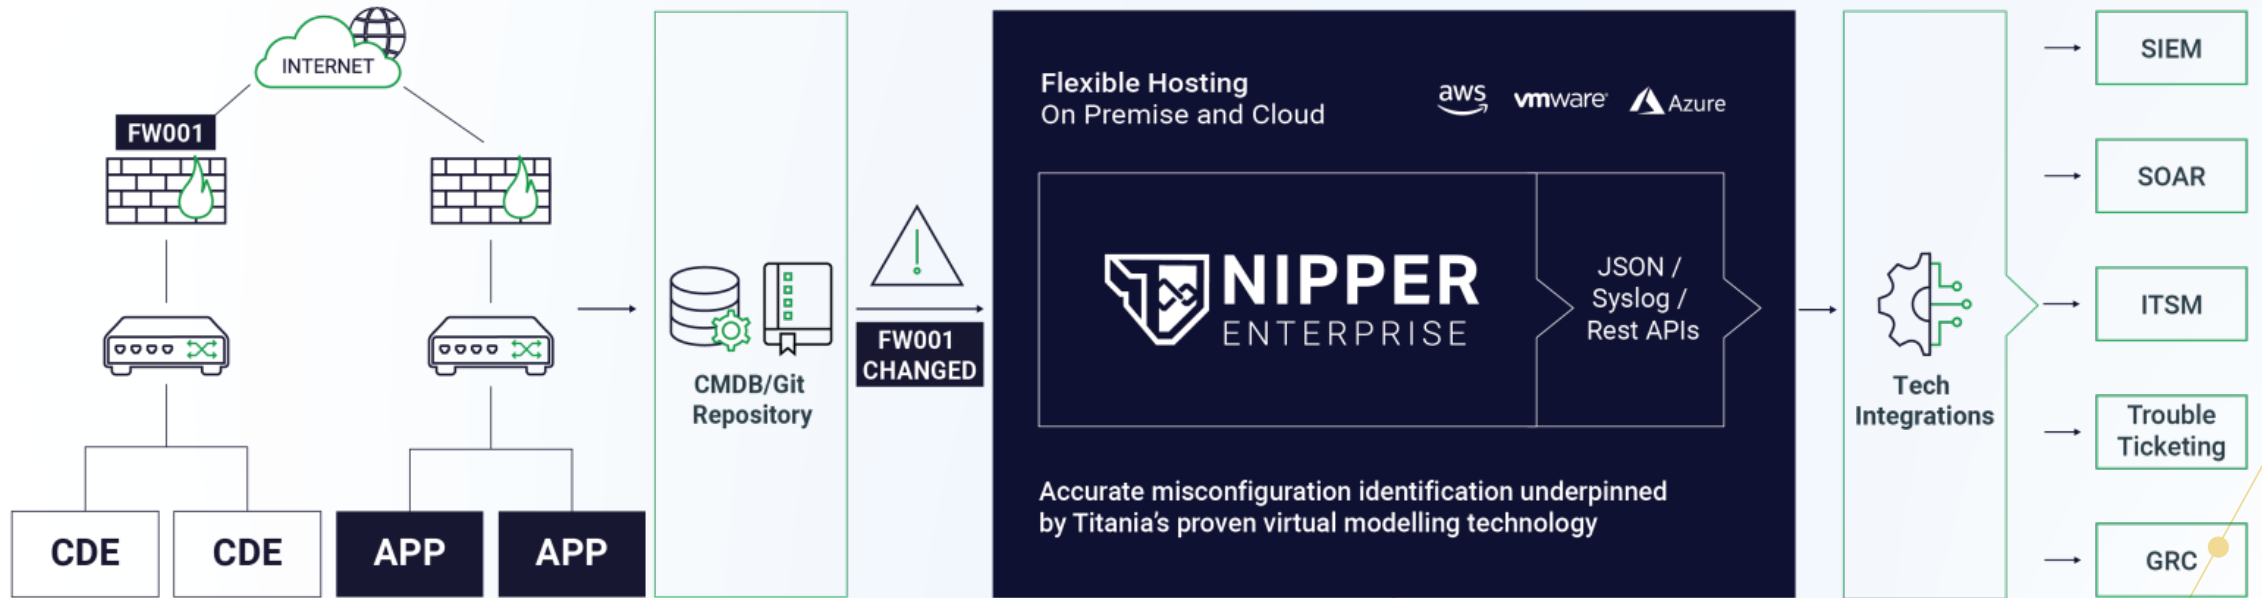 INTERNET
FW001
CDE
CDE
APP
APP
CMDB/Git
Repository
FW001
CHANGED
Flexible Hosting
On Premise and Cloud
aws
vmware
Azure
NIPPER
ENTERPRISE
JSON /
Syslog /
Rest APIs
Accurate misconfiguration identification underpinned
by Titania's proven virtual modelling technology
Tech
Integrations
SIEM
SOAR
ITSM
Trouble
Ticketing
GRC